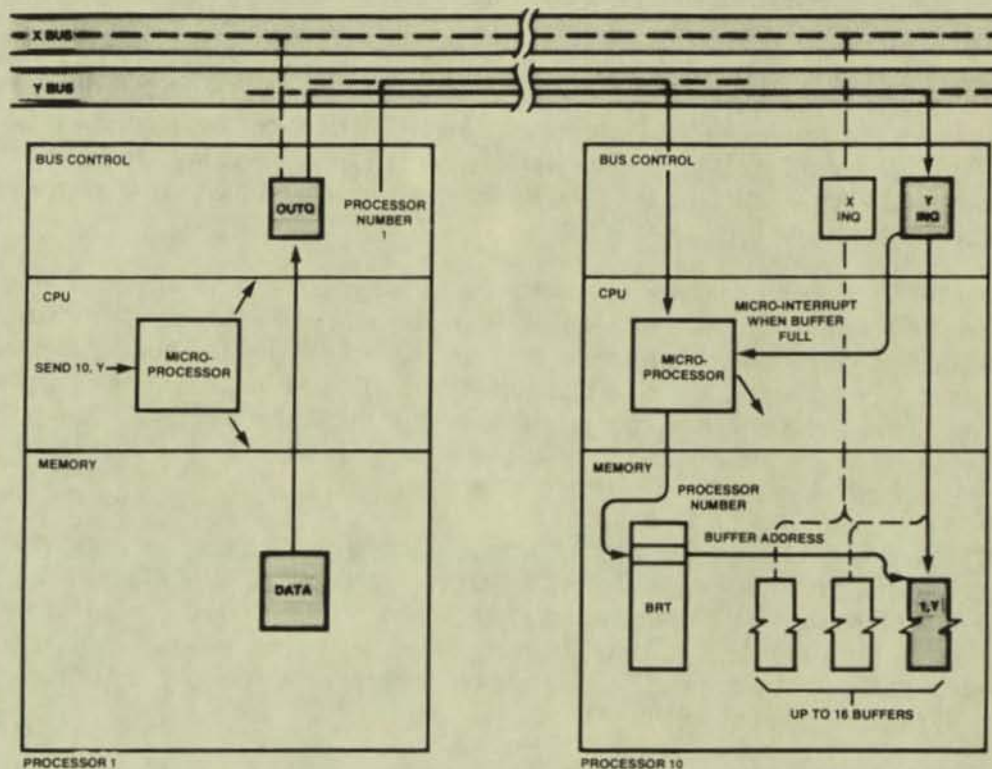 X BUS
Y BUS
BUS CONTROL
OUTQ
PROCESSOR
NUMBER
1
CPU
SEND 10, Y
MICRO-
PROCESSOR
MEMORY
DATA
PROCESSOR 1
BUS CONTROL
X
INQ
Y
INQ
CPU
MICRO-INTERRUPT
WHEN BUFFER
FULL
MICRO-
PROCESSOR
MEMORY
PROCESSOR
NUMBER
BUFFER ADDRESS
BRT
1,Y
UP TO 16 BUFFERS
PROCESSOR 10